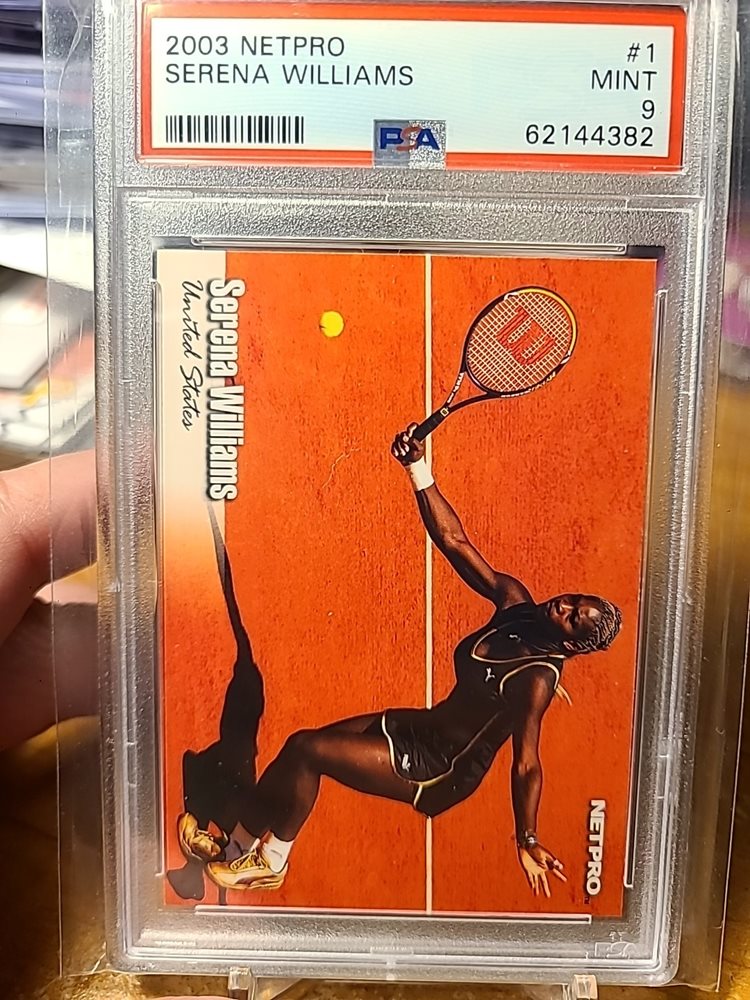 2003 NETPRO #1
SERENA WILLIAMS MINT
9
PSA 62144382
Serena Williams
United States
NETPRO